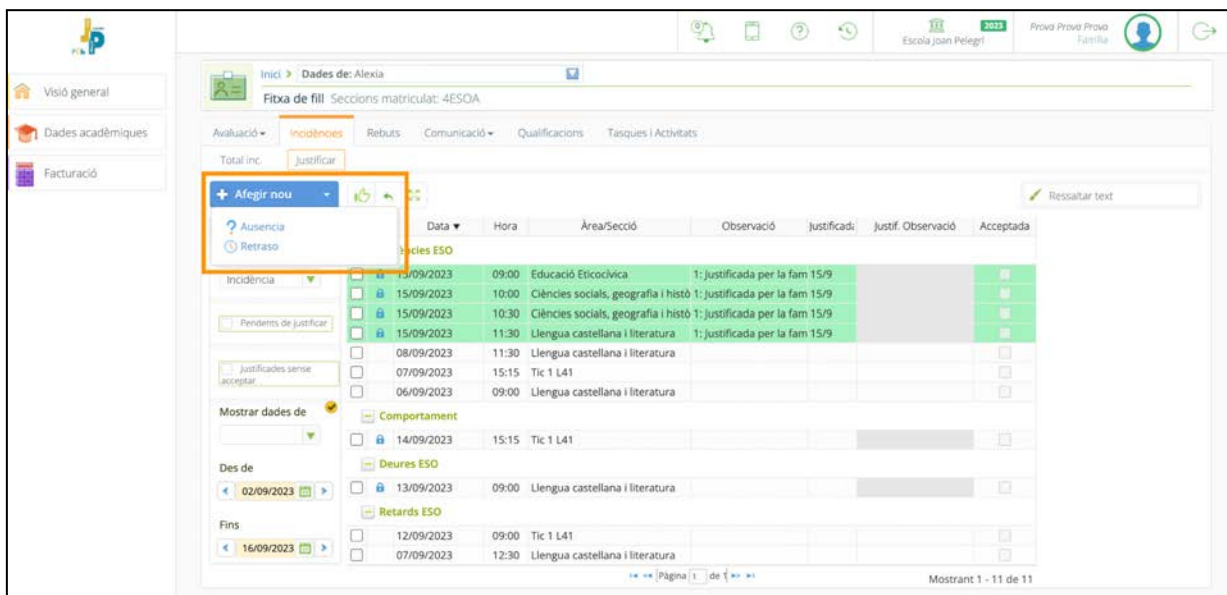 JP
0
Escola Joan Pelegrí
2023
Prova Prova Prova
Família
Visió general
Dades acadèmiques
Facturació
Inici > Dades de: Alexia
Fitxa de fill Seccions matriculat: 4ESOA
Avaluació Incidències Rebuts Comunicació Qualificacions Tasques i Activitats
Total inc. Justificar
+ Afegir nou
Ressaltar text
Ausencia
Retraso
Data ▼ Hora Àrea/Secció Observació Justificada Justif. Observació Acceptada
ències ESO
Incidència
15/09/2023 09:00 Educació Eticocívica 1: Justificada per la fam 15/9
15/09/2023 10:00 Ciències socials, geografia i histò 1: Justificada per la fam 15/9
15/09/2023 10:30 Ciències socials, geografia i histò 1: Justificada per la fam 15/9
Pendents de justificar
15/09/2023 11:30 Llengua castellana i literatura 1: Justificada per la fam 15/9
08/09/2023 11:30 Llengua castellana i literatura
Justificades sense
acceptar
07/09/2023 15:15 Tic 1 L41
06/09/2023 09:00 Llengua castellana i literatura
Mostrar dades de
Comportament
14/09/2023 15:15 Tic 1 L41
Des de
Deures ESO
02/09/2023
13/09/2023 09:00 Llengua castellana i literatura
Retards ESO
Fins
12/09/2023 09:00 Tic 1 L41
16/09/2023
07/09/2023 12:30 Llengua castellana i literatura
Pàgina 1 de 1
Mostrant 1 - 11 de 11